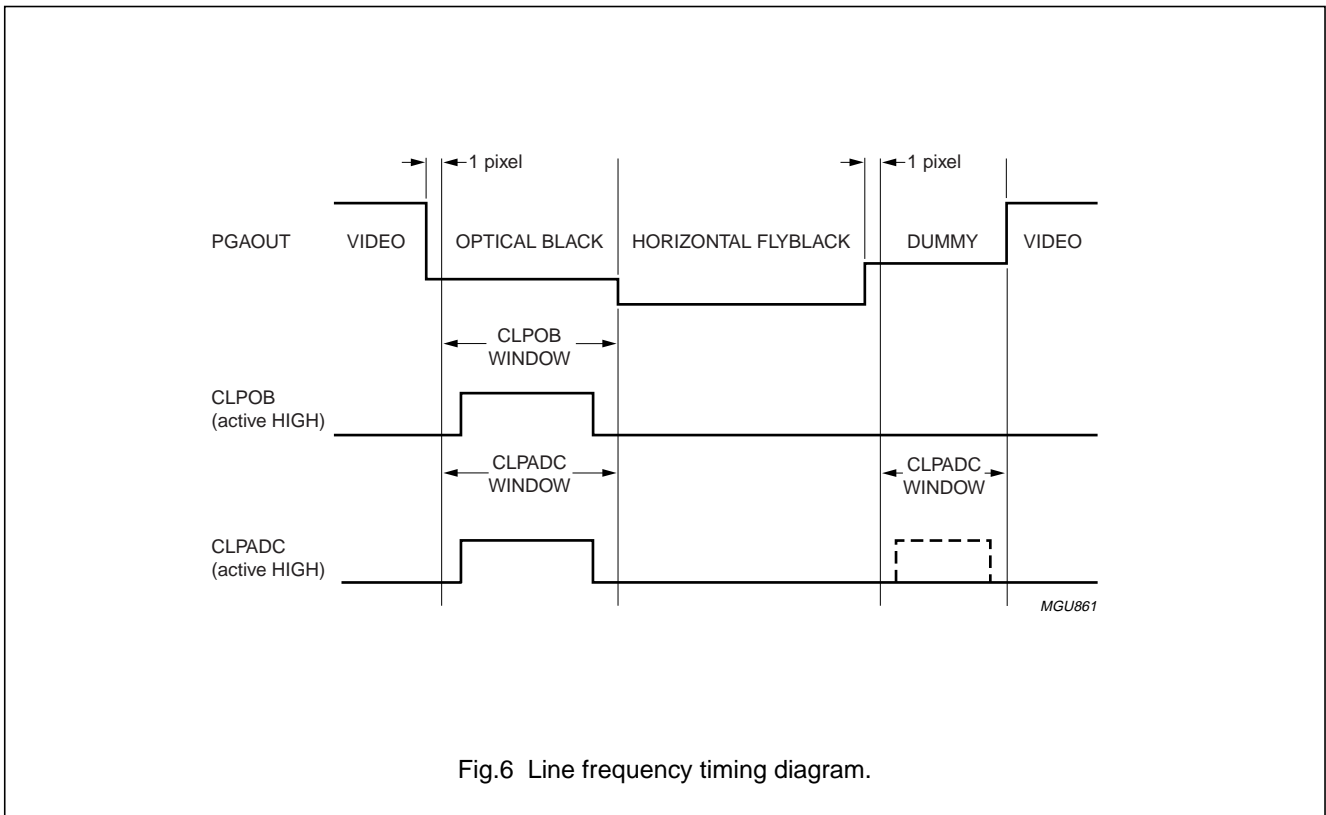 1 pixel
1 pixel
PGAOUT
VIDEO
OPTICAL BLACK
HORIZONTAL FLYBLACK
DUMMY
VIDEO
CLPOB
WINDOW
CLPOB
(active HIGH)
CLPADC
WINDOW
CLPADC
WINDOW
CLPADC
(active HIGH)
MGU861
Fig.6 Line frequency timing diagram.